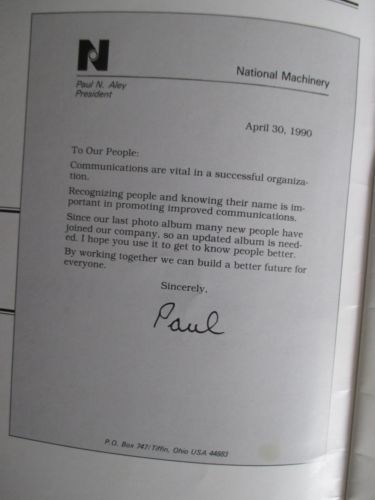 N
National Machinery
Paul N. Aley
President
April 30, 1990
To Our People:
Communications are vital in a successful organiza-
tion.
Recognizing people and knowing their name is im-
portant in promoting improved communications.
Since our last photo album many new people have
joined our company, so an updated album is need-
ed. I hope you use it to get to know people better.
By working together we can build a better future for
everyone.
Sincerely,
Paul
P.O. Box 747/Tiffin, Ohio USA 44883